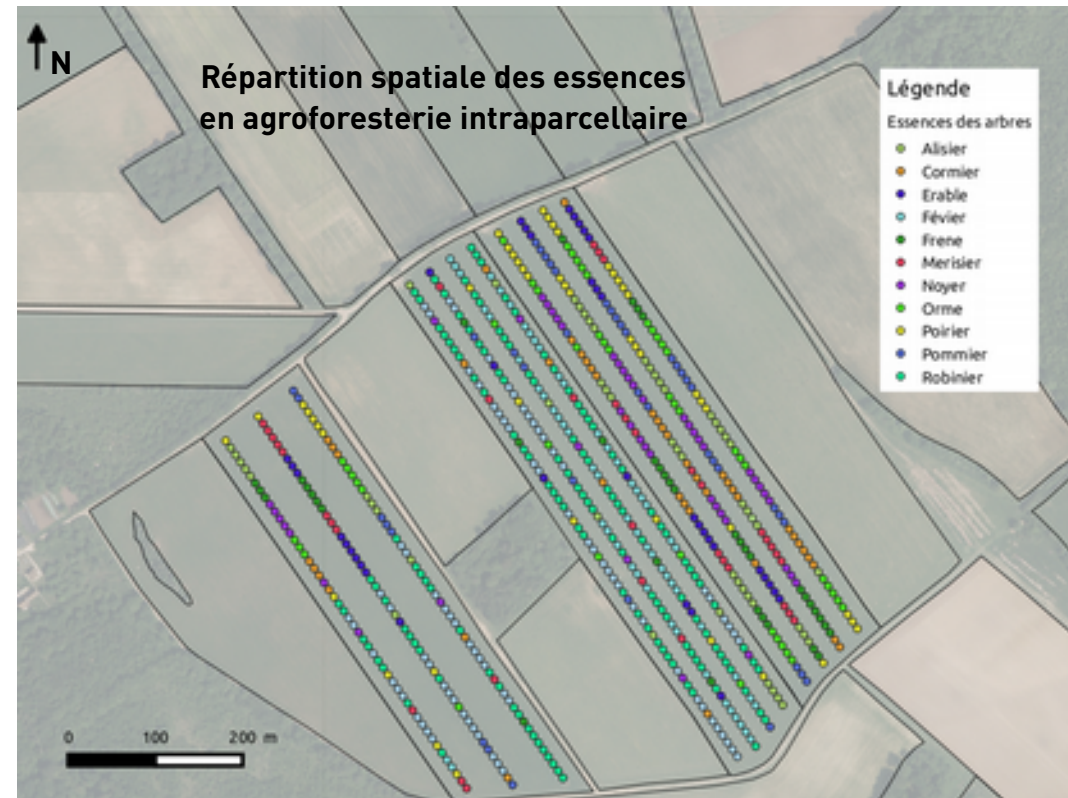 N
Répartition spatiale des essences
en agroforesterie intraparcellaire
Légende
Essences des arbres
Alisier
Cormier
Erable
Févier
Frene
Merisier
Noyer
Orme
Poirier
Pommier
Robinier
0 100 200 m